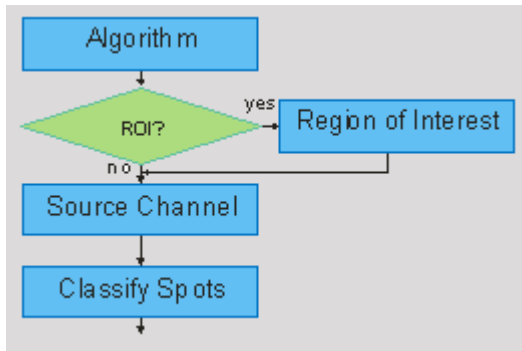 Algorithm
yes
ROI?
Region of Interest
no
Source Channel
Classify Spots